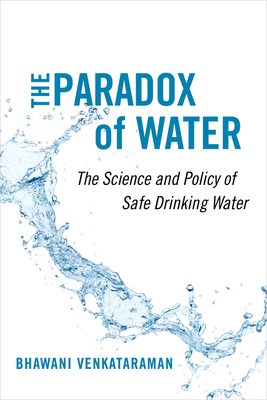 THE PARADOX
of WATER
The Science and Policy of
Safe Drinking Water
BHAWANI VENKATARAMAN